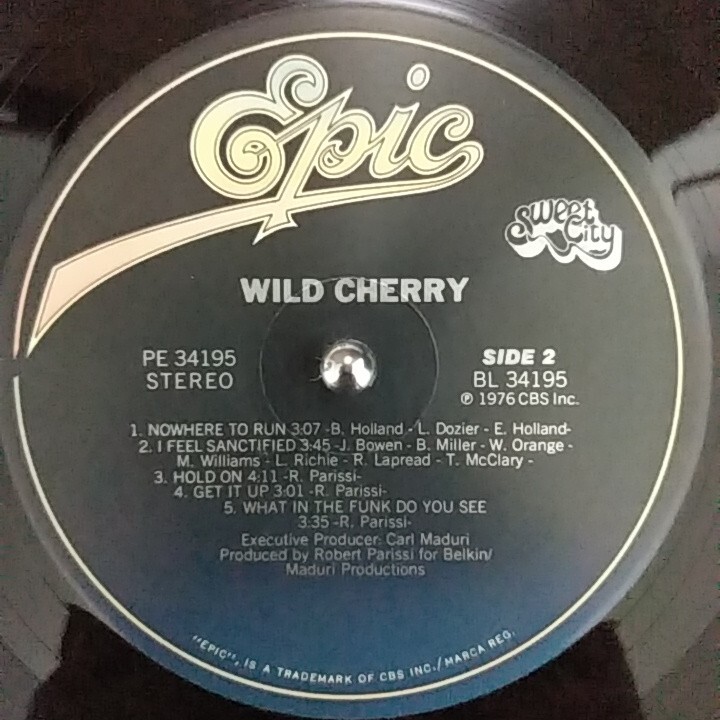 Epic
Sweet City
WILD CHERRY
PE 34195
STEREO
SIDE 2
BL 34195
℗ 1976 CBS Inc.
1. NOWHERE TO RUN 3:07 -B. Holland- L. Dozier - E. Holland-
2. I FEEL SANCTIFIED 3:45 -J. Bowen - B. Miller - W. Orange -
M. Williams - L. Richie - R. Lapread - T. McClary -
3. HOLD ON 4:11 -R. Parissi-
4. GET IT UP 3:01 -R. Parissi-
5. WHAT IN THE FUNK DO YOU SEE
3:35 -R. Parissi-
Executive Producer: Carl Maduri
Produced by Robert Parissi for Belkin/
Maduri Productions
"EPIC", IS A TRADEMARK OF CBS INC./MARCA REG.